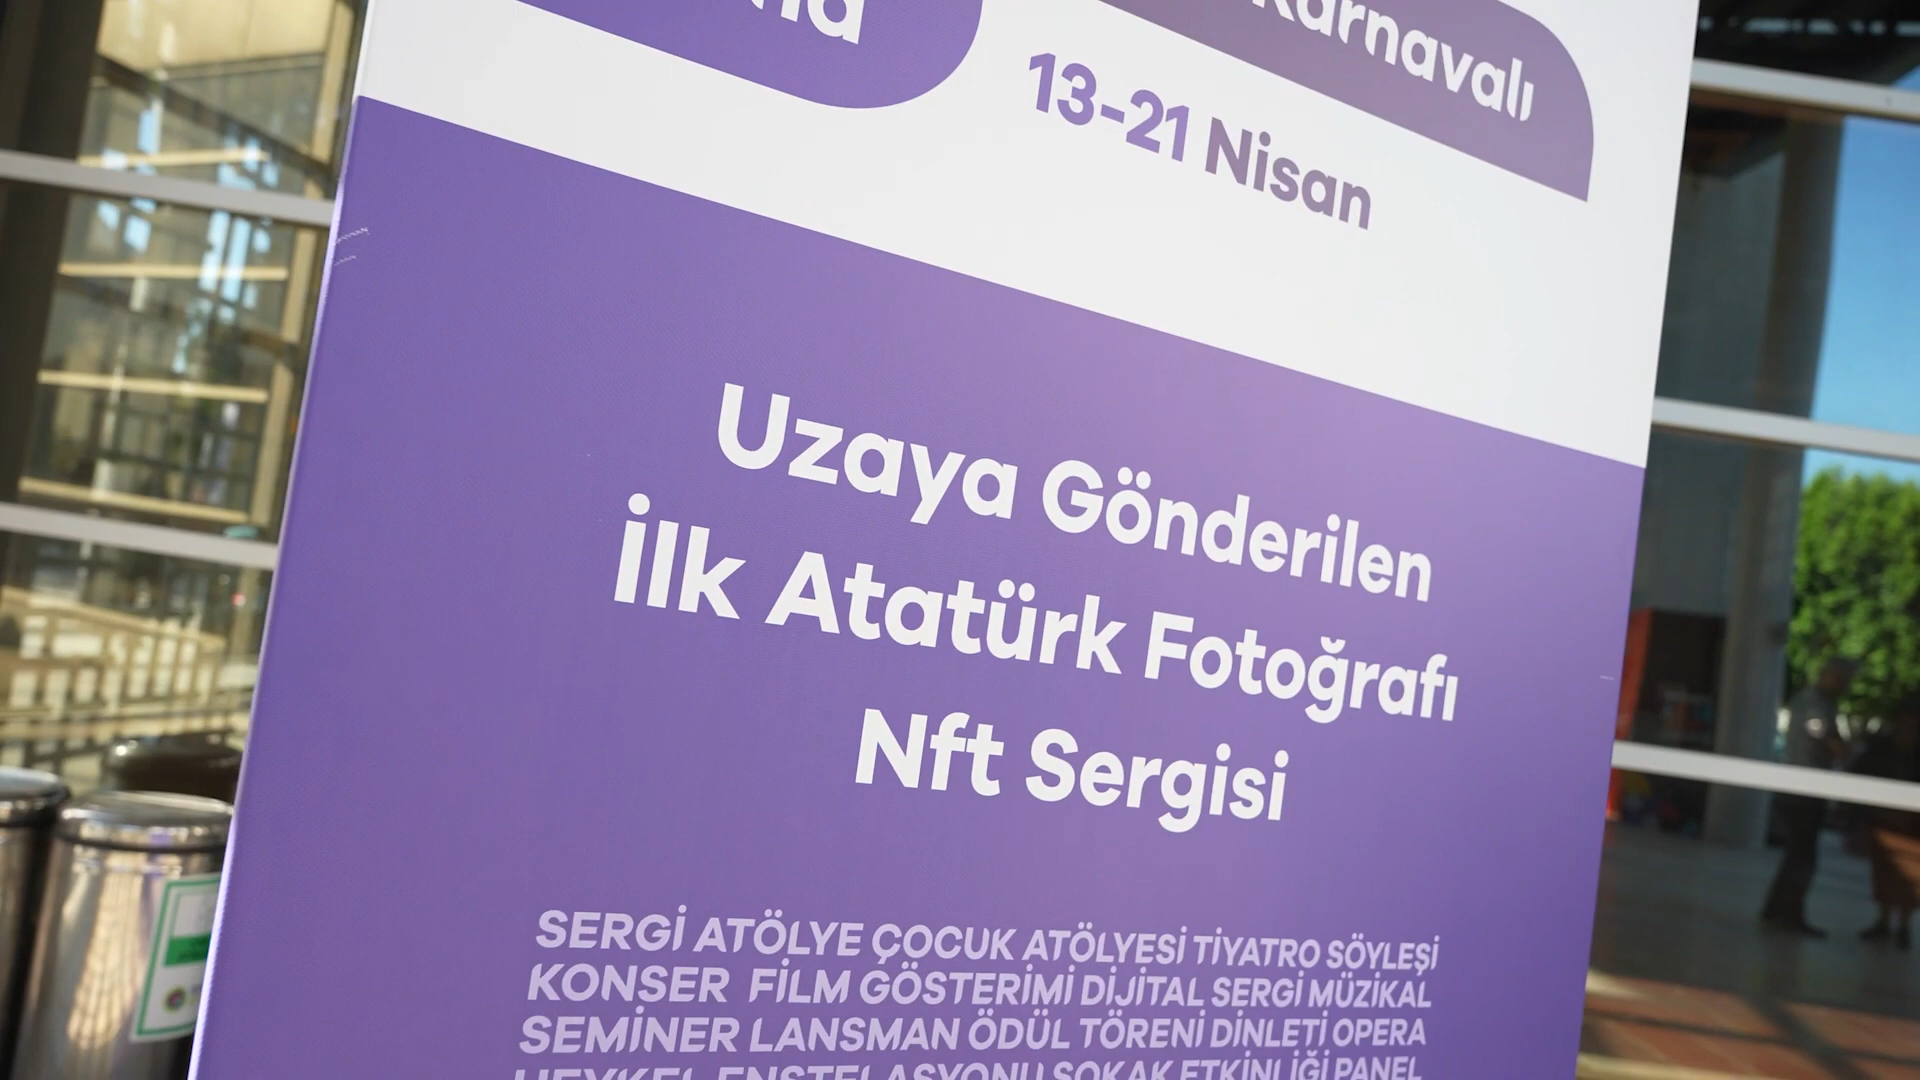 Karnavalı
13-21 Nisan
Uzaya Gönderilen
İlk Atatürk Fotoğrafı
Nft Sergisi
SERGİ ATÖLYE ÇOCUK ATÖLYESİ TİYATRO SÖYLEŞİ
KONSER FİLM GÖSTERİMİ DİJİTAL SERGİ MÜZİKAL
SEMİNER LANSMAN ÖDÜL TÖRENİ DİNLETİ OPERA
HEYKEL ENSTELASYONU SOKAK ETKİNLİĞİ PANEL